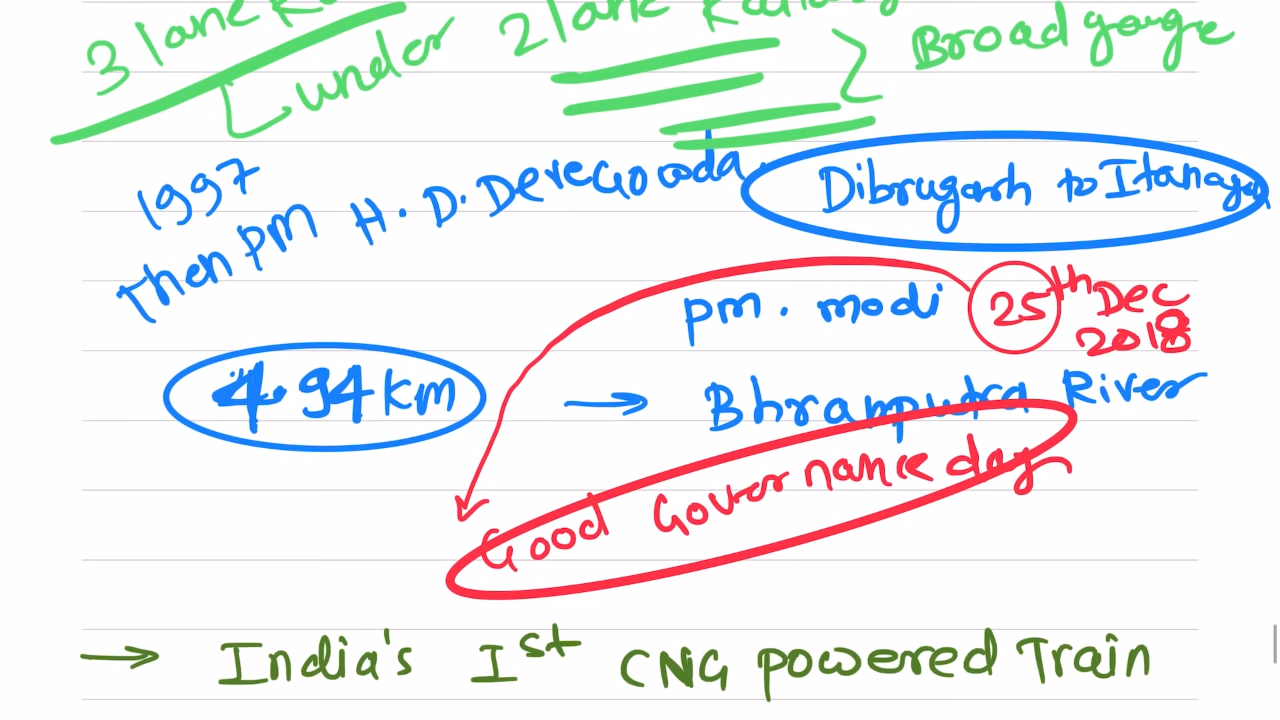 3 lane
under 2 lane Railway Broad gauge
1997
Then PM H. D. DeveGowda
Dibrugarh to Itanagar
pm. modi 25th Dec 2018
4.94 km → Bhramputra River
Good Governance day
→ India's Ist CNG powered Train